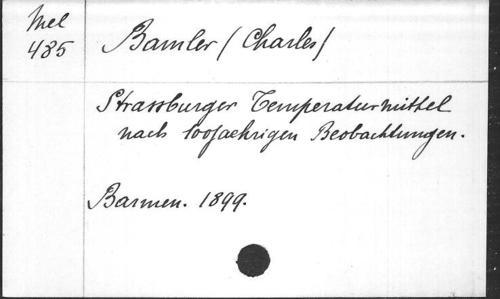 Mel
485
Bamler (Charles)
Strassburger Temperaturmittel
nach 100jaehrigen Beobachtungen.
Barmen. 1899.